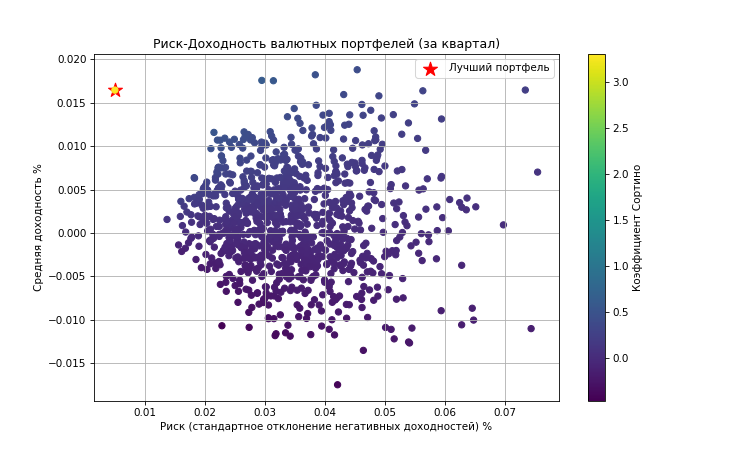 Риск-Доходность валютных портфелей (за квартал)
Лучший портфель
Средняя доходность %
0.020
0.015
0.010
0.005
0.000
−0.005
−0.010
−0.015
0.01 0.02 0.03 0.04 0.05 0.06 0.07
Риск (стандартное отклонение негативных доходностей) %
3.0
2.5
2.0
1.5
1.0
0.5
0.0
Коэффициент Сортино